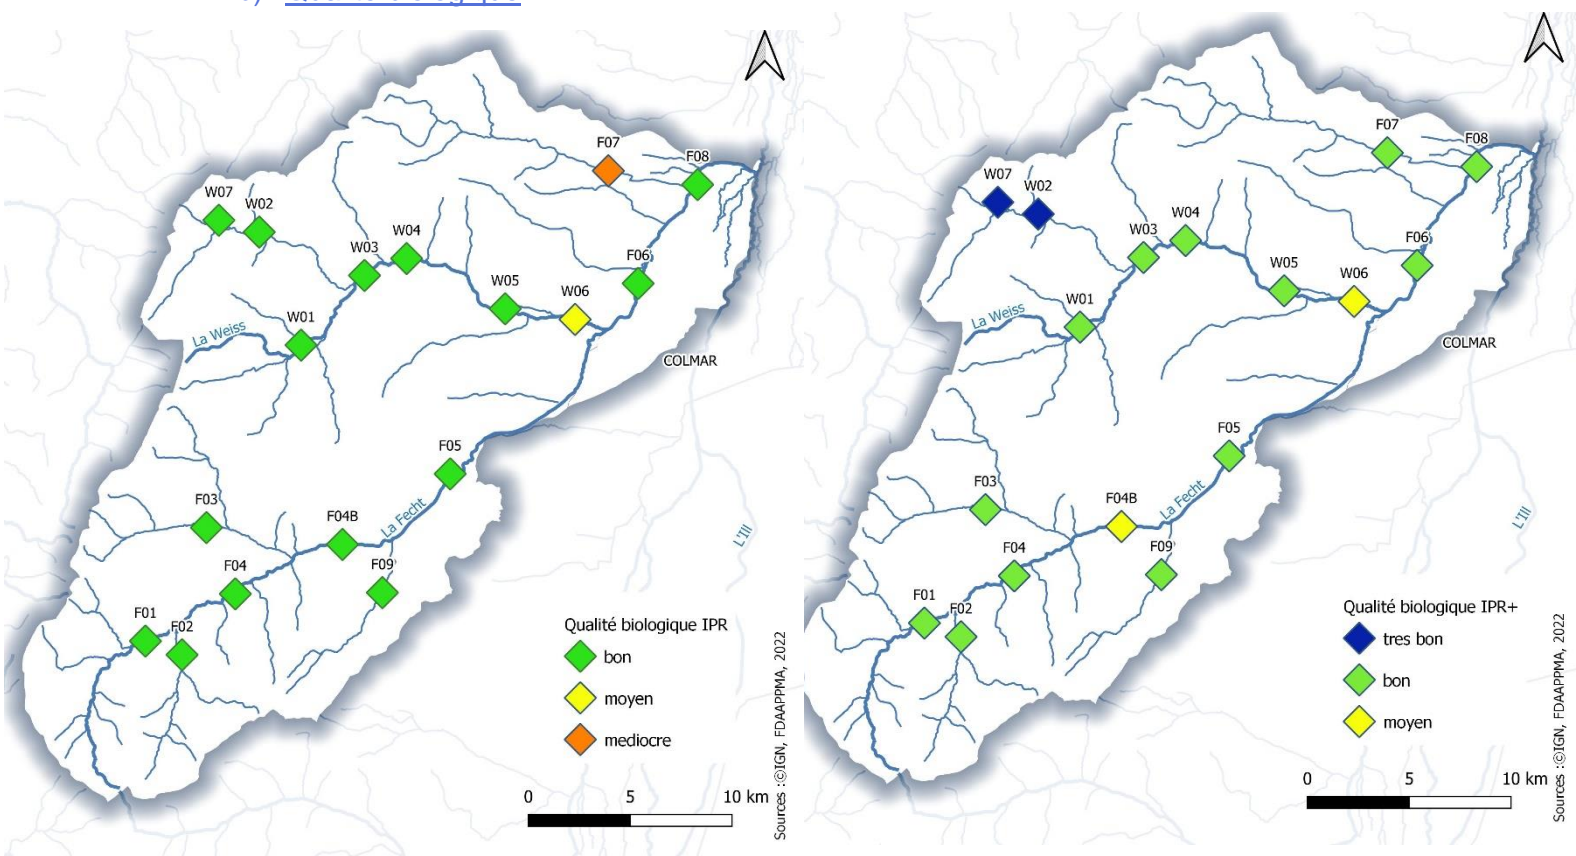 F07
F08
W07
W02
W04
W03
F06
W05
W06
W01
La Weiss
COLMAR
F05
F03
La Fecht
F04B
L'Ill
F04
F09
F01
F02
Qualité biologique IPR
bon
moyen
mediocre
0 5 10 km
Sources :©IGN, FDAAPPMA, 2022
F07
F08
W07
W02
W04
W03
F06
W05
W06
W01
La Weiss
COLMAR
F05
F03
La Fecht
F04B
L'Ill
F04
F09
F01
F02
Qualité biologique IPR+
tres bon
bon
moyen
0 5 10 km
Sources :©IGN, FDAAPPMA, 2022